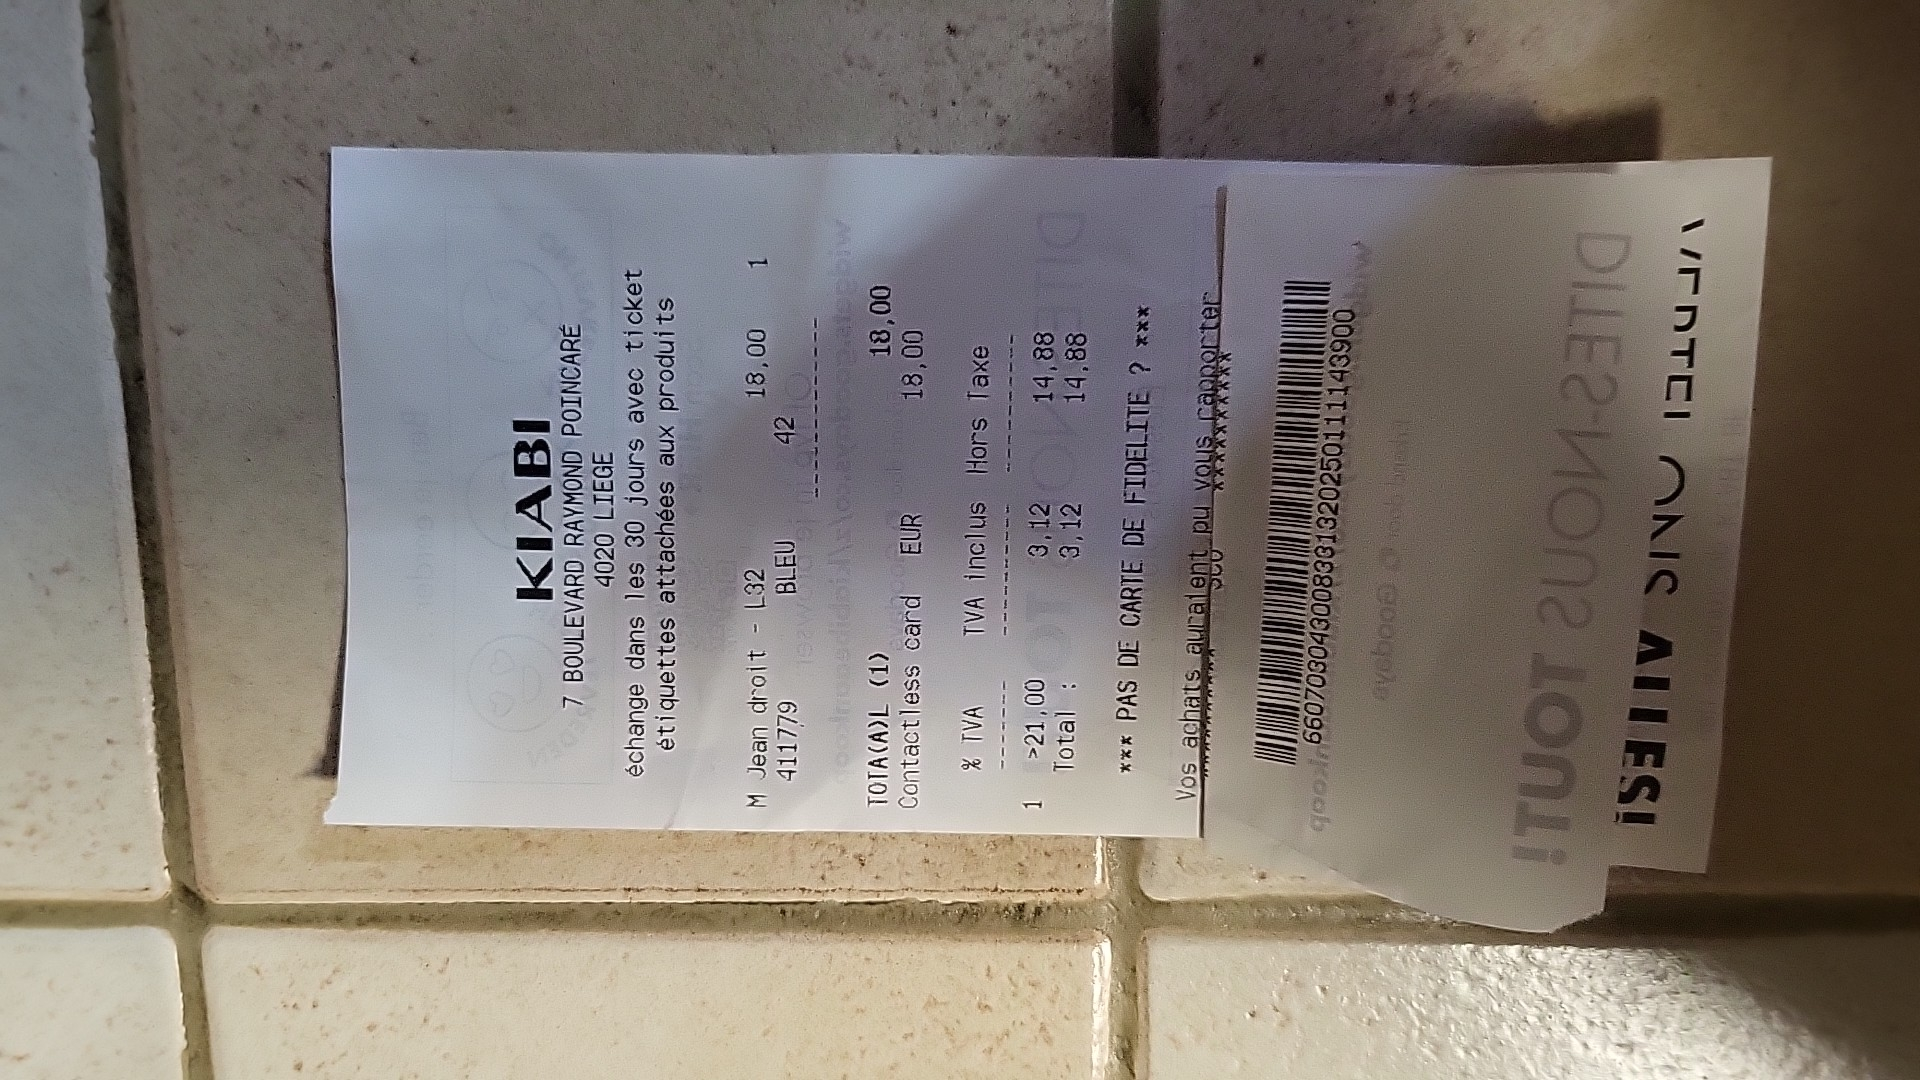 KIABI
7 BOULEVARD RAYMOND POINCARÉ
4020 LIEGE
échange dans les 30 jours avec ticket
étiquettes attachées aux produits
M Jean droit - L32 18,00 1
411779 BLEU 42
------------------
TOTA(A)L (1) 18,00
Contactless card EUR 18,00
% TVA TVA inclus Hors Taxe
------- ----------- -----------
1 >21,00 3,12 14,88
Total : 3,12 14,88
*** PAS DE CARTE DE FIDELITE ? ***
Vos achats auraient pu vous rapporter
6607030430083313202501111143900
DITES-NOUS
TOUT!